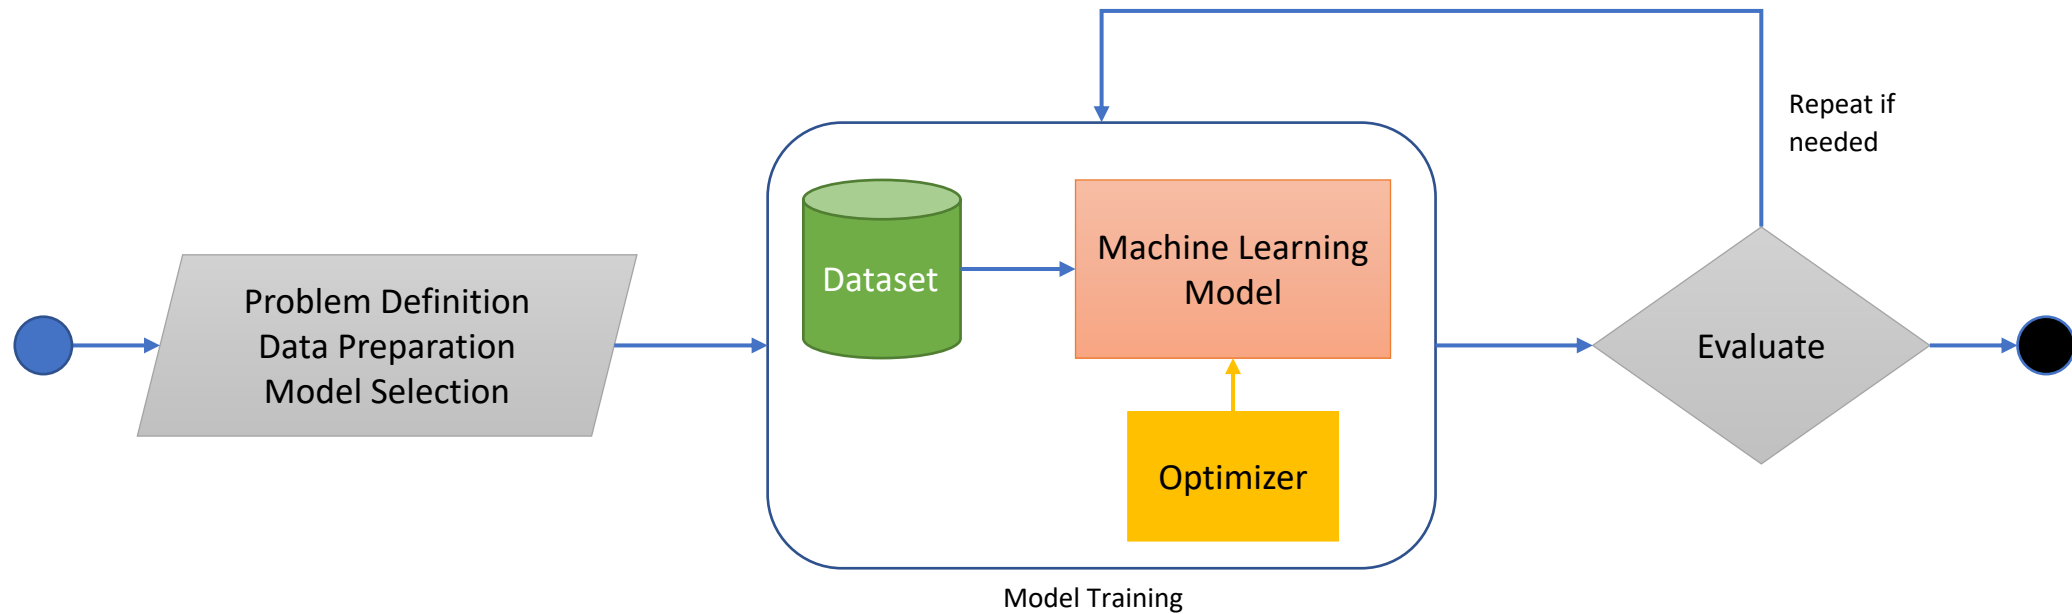 Problem Definition
Data Preparation
Model Selection
Dataset
Machine Learning
Model
Optimizer
Model Training
Evaluate
Repeat if
needed